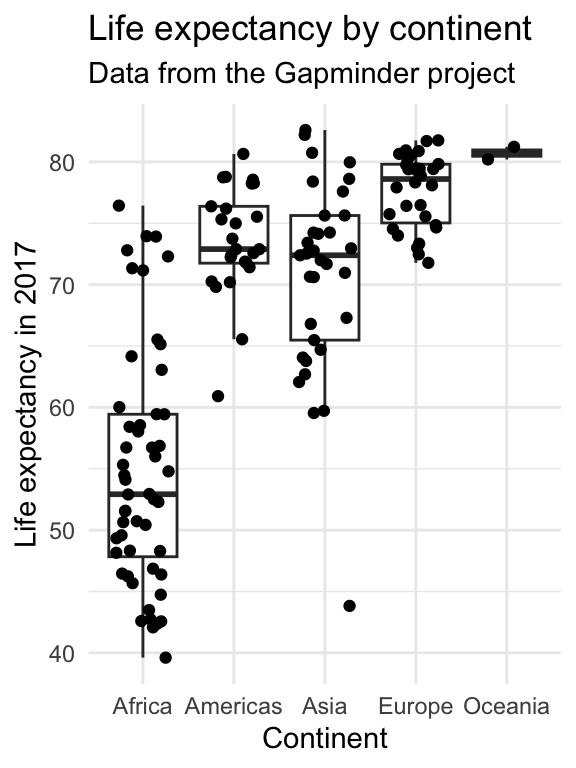 Life expectancy by continent
Data from the Gapminder project
Life expectancy in 2017
80
70
60
50
40
Africa Americas Asia Europe Oceania
Continent